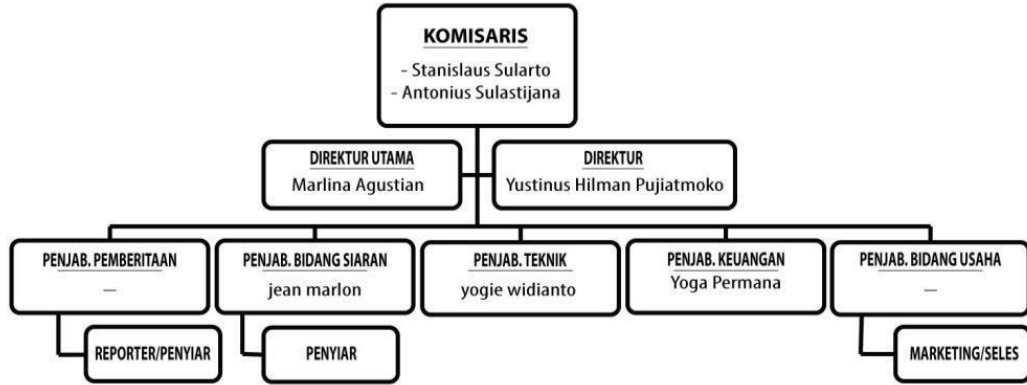 KOMISARIS
- Stanislaus Sularto
- Antonius Sulastijana
DIREKTUR UTAMA
Marlina Agustian
DIREKTUR
Yustinus Hilman Pujiatmoko
PENJAB. PEMBERITAAN
—
PENJAB. BIDANG SIARAN
jean marlon
PENJAB. TEKNIK
yogie widianto
PENJAB. KEUANGAN
Yoga Permana
PENJAB. BIDANG USAHA
—
REPORTER/PENYIAR
PENYIAR
MARKETING/SELES